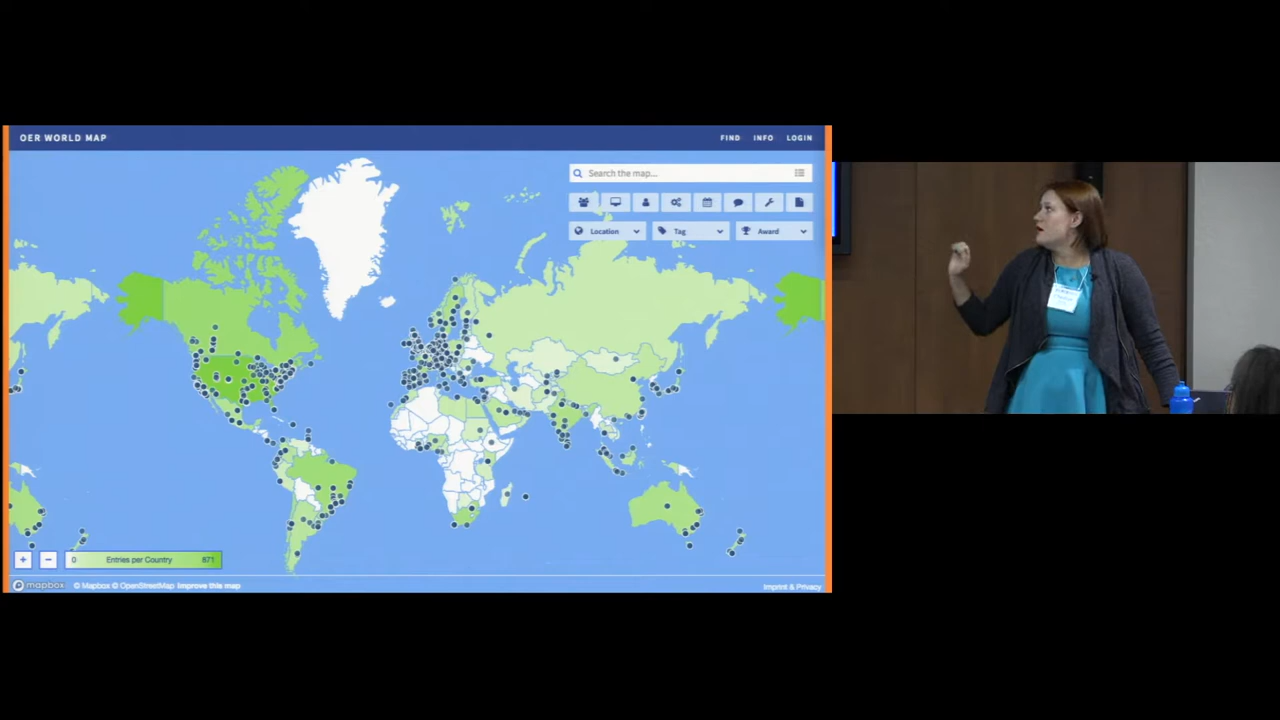 OER WORLD MAP
FIND INFO LOGIN
Search the map...
Location Tag Award
0 Entries per Country 871
mapbox © Mapbox © OpenStreetMap Improve this map
Imprint & Privacy